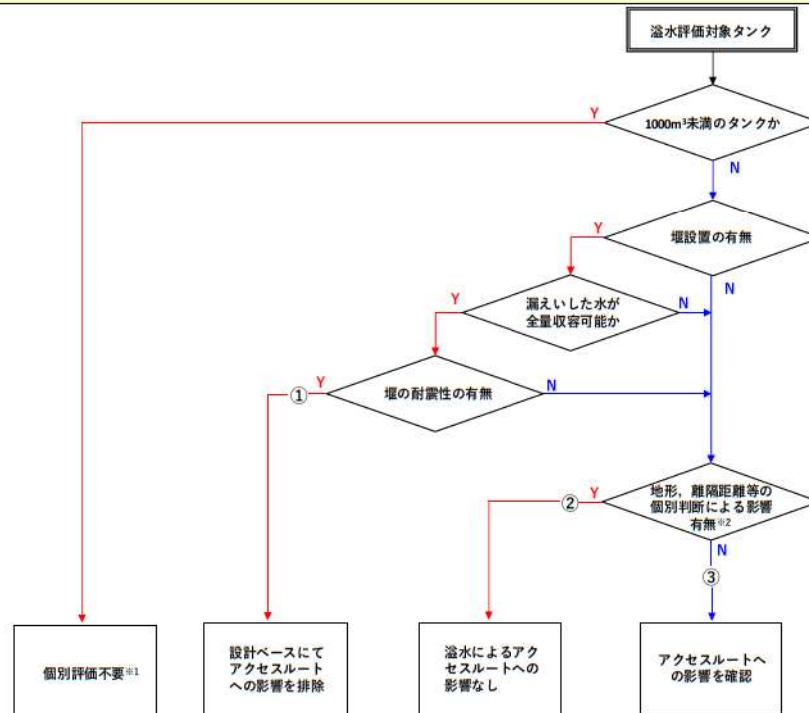 溢水評価対象タンク
Y
1000m³未満のタンクか
N
Y
堰設置の有無
N
Y
漏えいした水が
全量収容可能か
N
① Y
堰の耐震性の有無
N
② Y
地形，離隔距離等の
個別判断による影響
有無※2
N
③
個別評価不要※1
設計ベースにて
アクセスルート
への影響を排除
溢水によるアク
セスルートへの
影響なし
アクセスルートへ
の影響を確認